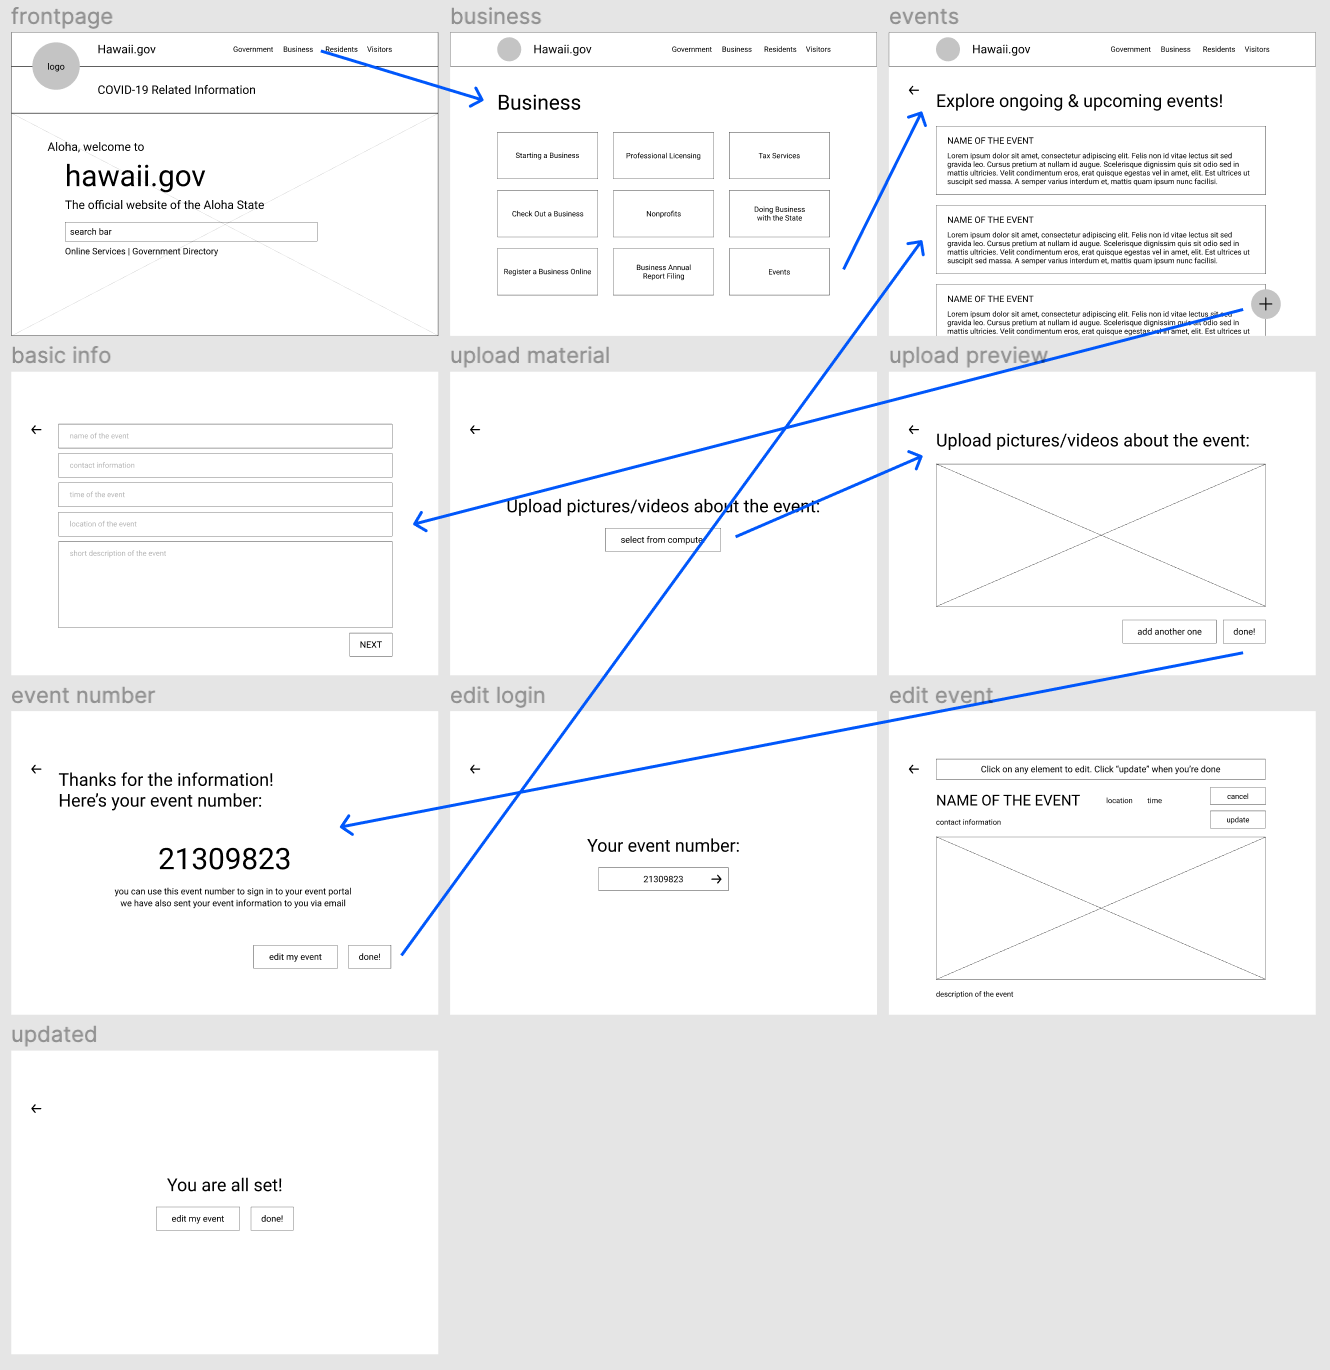 frontpage
Hawaii.gov
Government Business Residents Visitors
logo
COVID-19 Related Information
Aloha, welcome to
hawaii.gov
The official website of the Aloha State
search bar
Online Services | Government Directory
business
Hawaii.gov
Government Business Residents Visitors
Business
Starting a Business
Professional Licensing
Tax Services
Check Out a Business
Nonprofits
Doing Business
with the State
Register a Business Online
Business Annual
Report Filing
Events
events
Hawaii.gov
Government Business Residents Visitors
Explore ongoing & upcoming events!
NAME OF THE EVENT
Lorem ipsum dolor sit amet, consectetur adipiscing elit. Felis non id vitae lectus sit sed
gravida leo. Cursus pretium at nullam id augue. Scelerisque dignissim quis sit odio sed in
mattis ultricies. Velit condimentum eros, erat quisque egestas vel in amet, elit. Est ultrices ut
suscipit sed massa. A semper varius interdum et, mattis quam ipsum nunc facilisi.
NAME OF THE EVENT
Lorem ipsum dolor sit amet, consectetur adipiscing elit. Felis non id vitae lectus sit sed
gravida leo. Cursus pretium at nullam id augue. Scelerisque dignissim quis sit odio sed in
mattis ultricies. Velit condimentum eros, erat quisque egestas vel in amet, elit. Est ultrices ut
suscipit sed massa. A semper varius interdum et, mattis quam ipsum nunc facilisi.
NAME OF THE EVENT
Lorem ipsum dolor sit amet, consectetur adipiscing elit. Felis non id vitae lectus sit sed
gravida leo. Cursus pretium at nullam id augue. Scelerisque dignissim quis sit odio sed in
mattis ultricies. Velit condimentum eros, erat quisque egestas vel in amet, elit. Est ultrices ut
+
basic info
name of the event
contact information
time of the event
location of the event
short description of the event
NEXT
upload material
Upload pictures/videos about the event:
select from computer
upload preview
Upload pictures/videos about the event:
add another one
done!
event number
Thanks for the information!
Here's your event number:
21309823
you can use this event number to sign in to your event portal
we have also sent your event information to you via email
edit my event
done!
edit login
Your event number:
21309823
edit event
Click on any element to edit. Click "update" when you're done
NAME OF THE EVENT location time
cancel
contact information
update
description of the event
updated
You are all set!
edit my event
done!